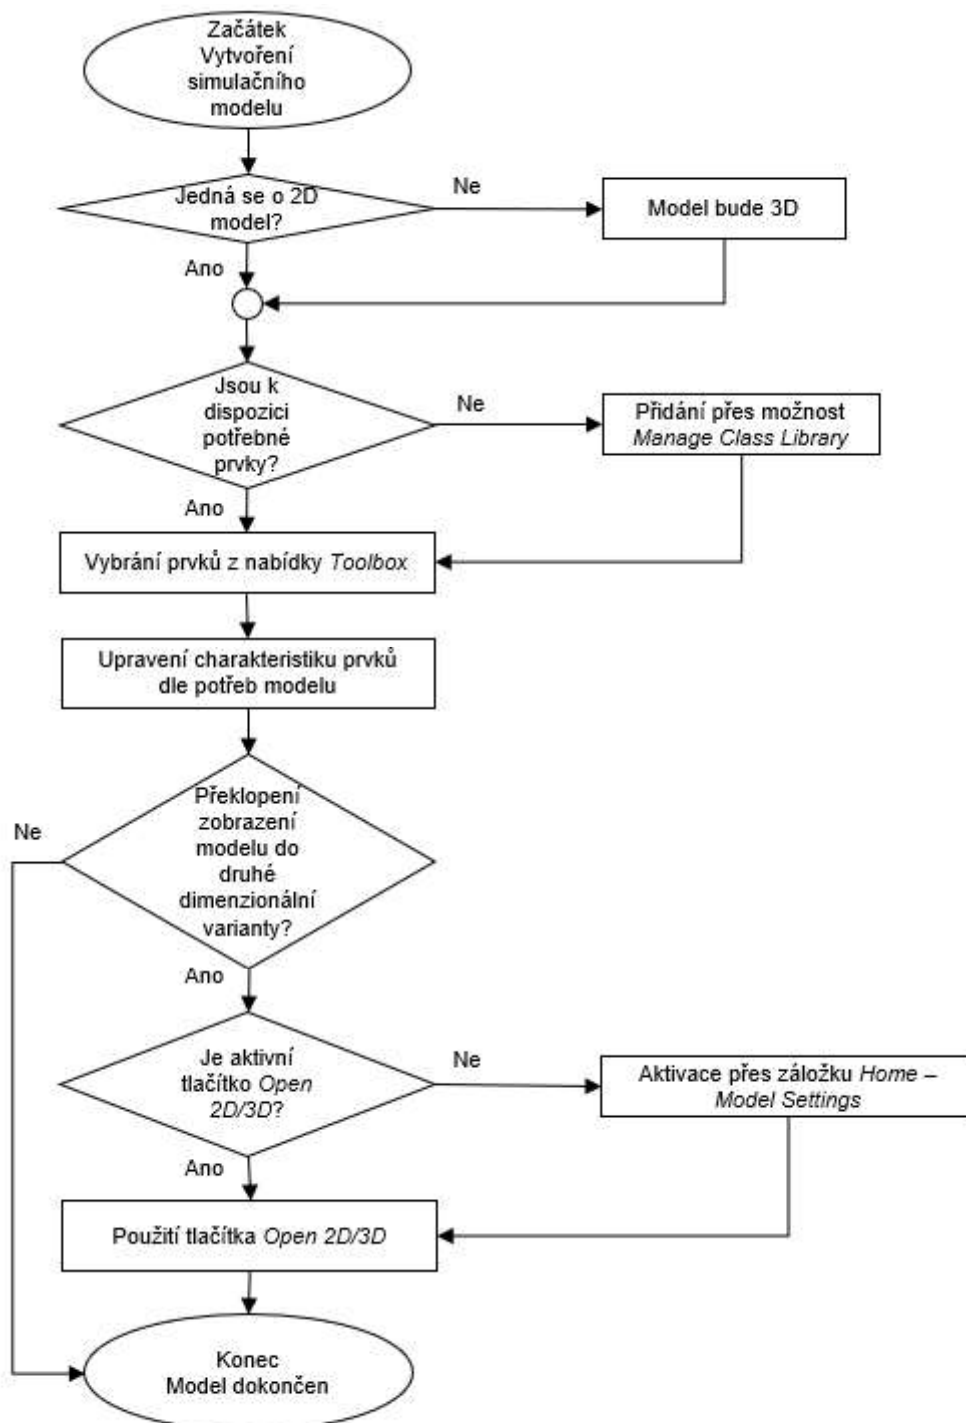 Začátek
Vytvoření
simulačního
modelu
Jedná se o 2D
model?
Ne
Model bude 3D
Ano
Jsou k
dispozici
potřebné
prvky?
Ne
Přidání přes možnost
Manage Class Library
Ano
Vybrání prvků z nabídky Toolbox
Upravení charakteristiku prvků
dle potřeb modelu
Překlopení
zobrazení
modelu do
druhé
dimenzionální
varianty?
Ne
Ano
Je aktivní
tlačítko Open
2D/3D?
Ne
Aktivace přes záložku Home –
Model Settings
Ano
Použití tlačítka Open 2D/3D
Konec
Model dokončen